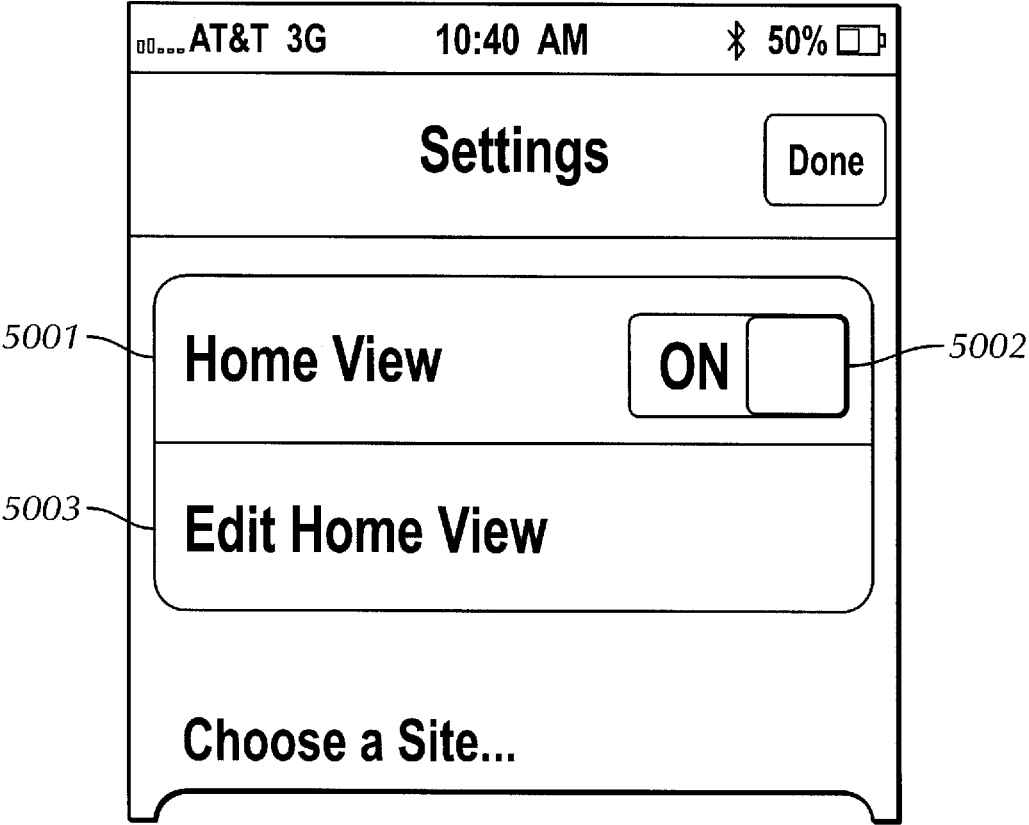 AT&T 3G 10:40 AM 50%
Settings Done
5001 Home View ON 5002
5003 Edit Home View
Choose a Site...